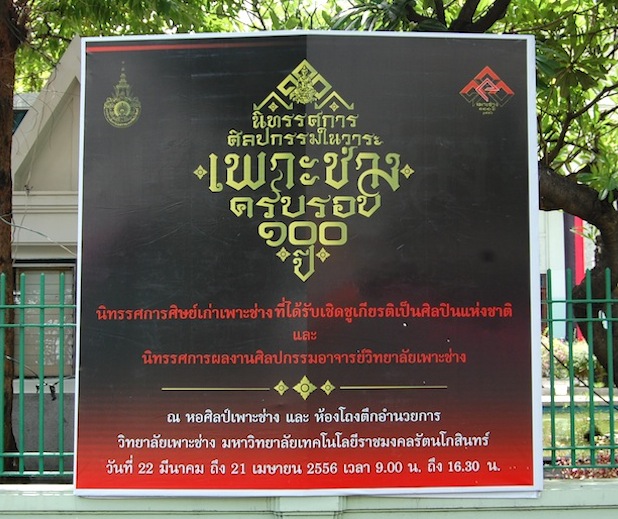 นิทรรศการ
ศิลปกรรมในวาระ
เพาะช่าง
ครบรอบ
๑๐๐
ปี
นิทรรศการศิษย์เก่าเพาะช่าง ที่ได้รับเชิดชูเกียรติเป็นศิลปินแห่งชาติ
และ
นิทรรศการผลงานศิลปกรรมอาจารย์วิทยาลัยเพาะช่าง
ณ หอศิลป์เพาะช่าง และ ห้องโถงตึกอำนวยการ
วิทยาลัยเพาะช่าง มหาวิทยาลัยเทคโนโลยีราชมงคลรัตนโกสินทร์
วันที่ 22 มีนาคม ถึง 21 เมษายน 2556 เวลา 9.00 น. ถึง 16.30 น.